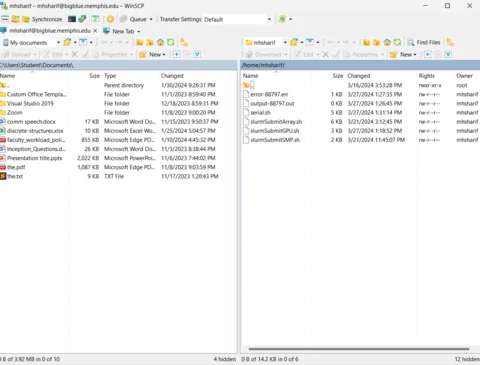 mhsharif – mhsharif@bigblue.memphis.edu – WinSCP
Synchronize Queue Transfer Settings Default
mhsharif@bigblue.memphis.edu × New Tab
My documents
Upload Edit Properties New
C:\Users\Student\Documents\
Name Size Type Changed
.. Parent directory 1/30/2024 9:26:31 PM
Custom Office Templa... File folder 11/1/2023 8:59:40 PM
Visual Studio 2019 File folder 12/18/2023 8:59:31 PM
Zoom File folder 11/8/2023 9:00:20 PM
comm speech.docx 17 KB Microsoft Word Do... 11/15/2023 9:50:37 PM
discrete-structures.xlsx 10 KB Microsoft Excel Wo... 1/25/2024 5:04:57 PM
faculty_workload_poli... 855 KB Microsoft Edge PD... 1/10/2024 4:45:32 PM
Inception_Questions.d... 26 KB Microsoft Word Do... 11/13/2023 8:38:44 PM
Presentation title.pptx 2,022 KB Microsoft PowerPoi... 11/6/2023 7:44:02 PM
the.pdf 1,087 KB Microsoft Edge PD... 11/8/2023 9:03:59 PM
the.txt 9 KB TXT File 11/17/2023 1:20:43 PM
0 B of 3.92 MB in 0 of 10 4 hidden
mhsharif Find Files
Download Edit Properties New
/home/mhsharif/
Name Size Changed Rights Owner
.. 3/16/2024 3:53:28 PM rwxr-xr-x root
error-88797.err 1 KB 3/27/2024 1:27:35 PM rw-r--r-- mhsharif
output-88797.out 0 KB 3/27/2024 1:26:45 PM rw-r--r-- mhsharif
serial.sh 5 KB 3/27/2024 1:31:14 PM rw-r--r-- mhsharif
slurmSubmitArray.sh 6 KB 3/21/2024 3:12:45 PM rw-r--r-- mhsharif
slurmSubmitGPU.sh 3 KB 3/27/2024 1:18:52 PM rw-r--r-- mhsharif
slurmSubmitSMP.sh 2 KB 3/21/2024 11:45:07 PM rw-r--r-- mhsharif
0 B of 14.2 KB in 0 of 6 12 hidden